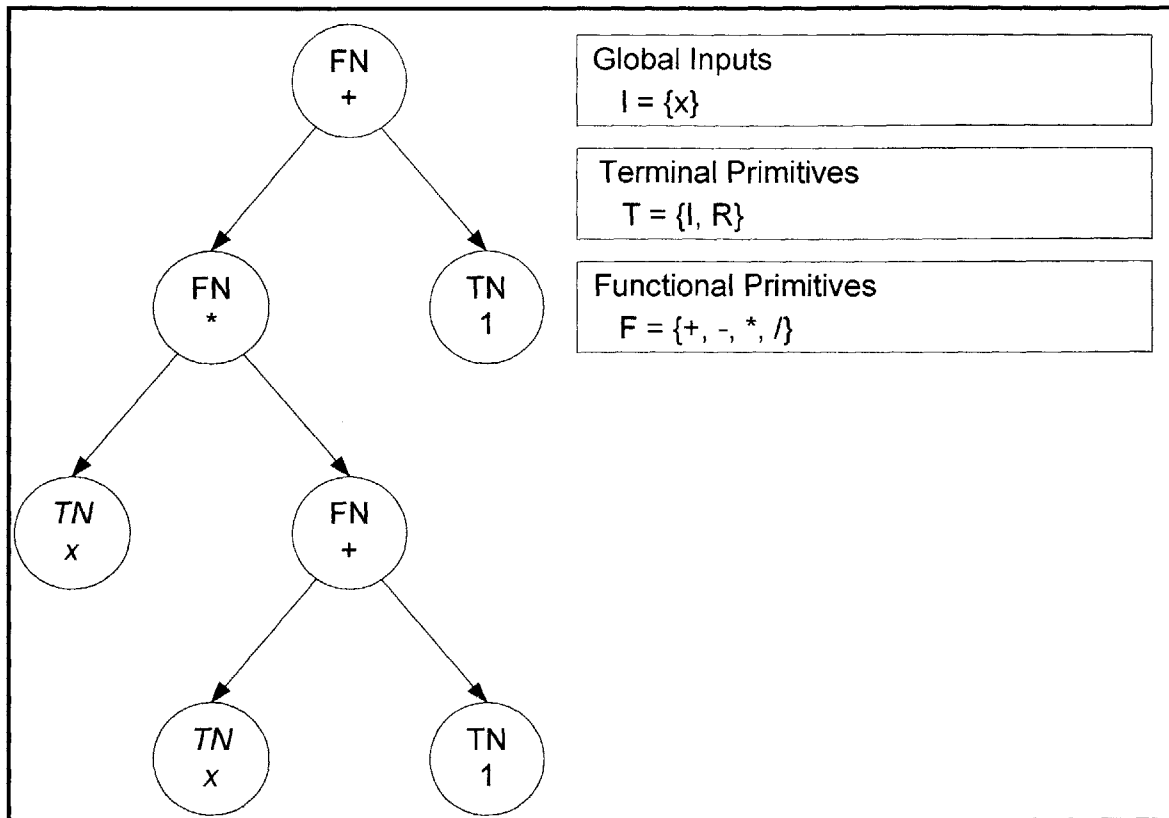 FN
+
FN
*
TN
1
TN
x
FN
+
TN
x
TN
1
Global Inputs
I = {x}
Terminal Primitives
T = {I, R}
Functional Primitives
F = {+, -, *, /}